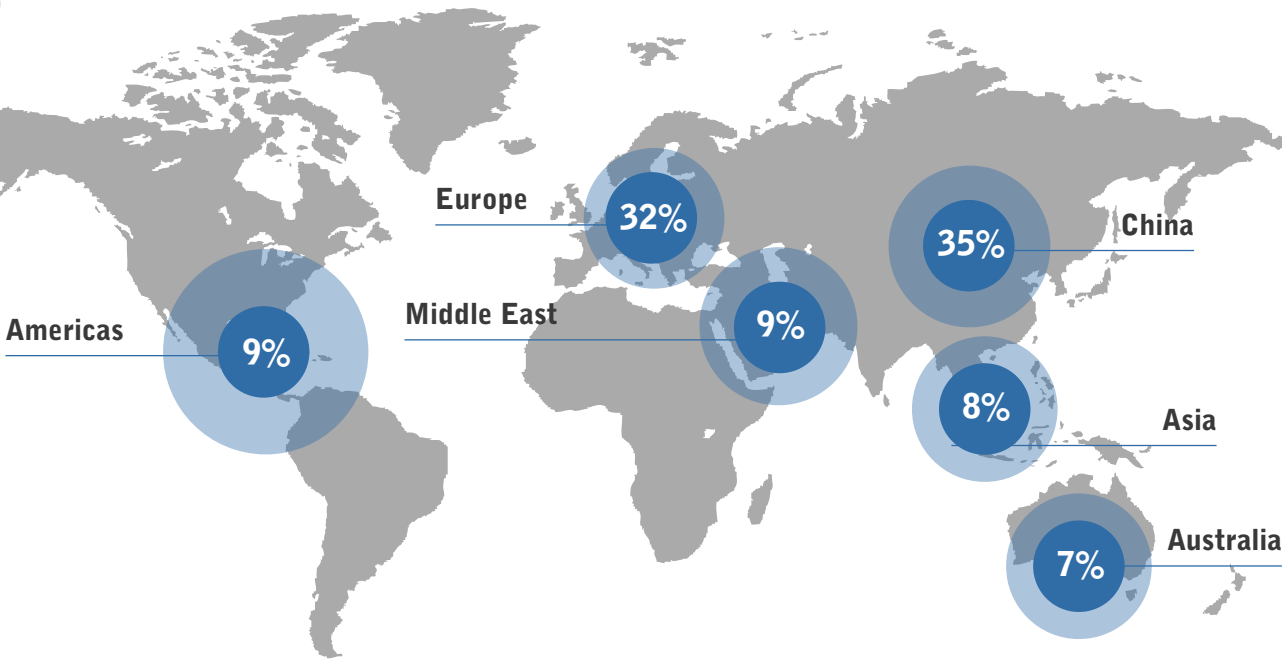 Europe
32%
35%
China
Middle East
9%
Americas
9%
8%
Asia
7%
Australia